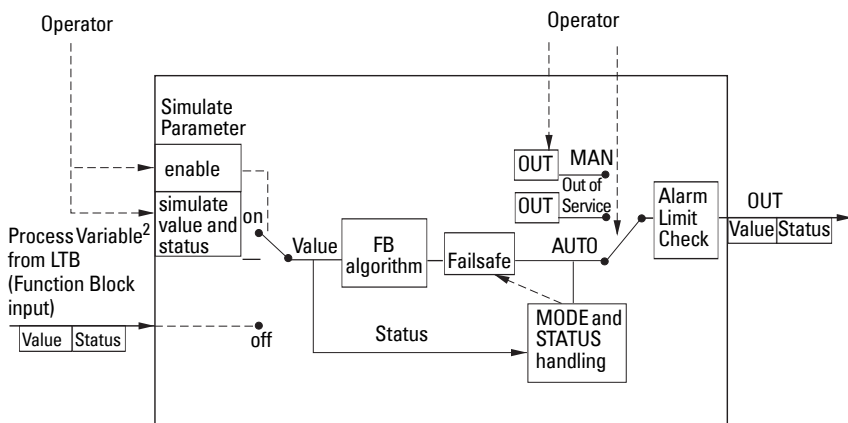 Operator
Operator
Simulate
Parameter
enable
simulate
value and
status
on
off
Process Variable2
from LTB
(Function Block
input)
Value Status
Value
FB
algorithm
Failsafe
Status
OUT
MAN
Out of
Service
OUT
AUTO
MODE and
STATUS
handling
Alarm
Limit
Check
OUT
Value Status